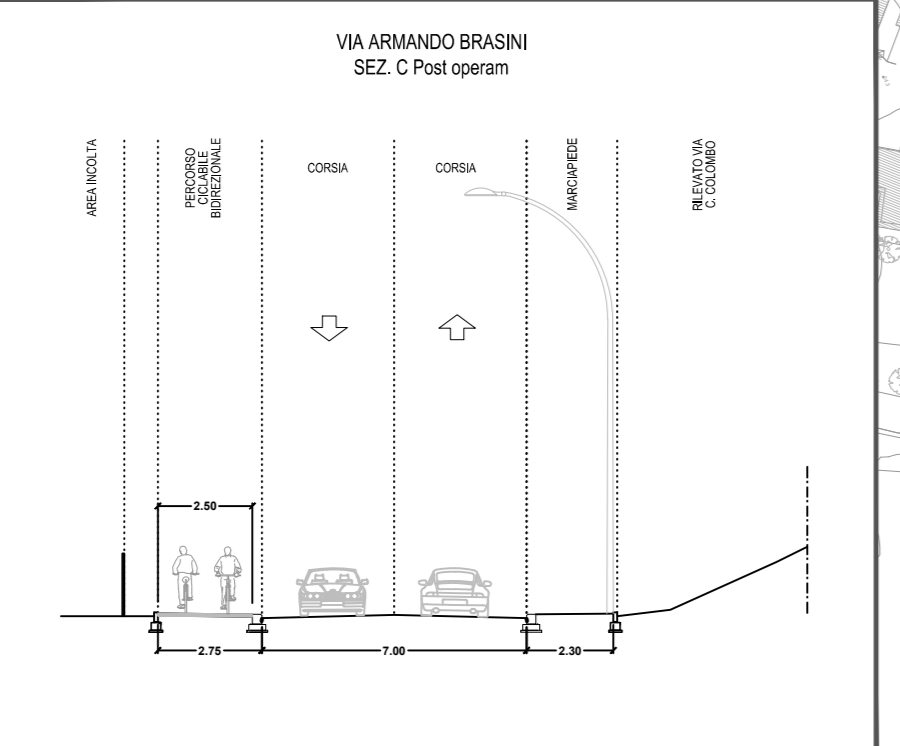 VIA ARMANDO BRASINI
SEZ. C Post operam
AREA INCOLTA
PERCORSO
CICLABILE
BIDIREZIONALE
CORSIA
CORSIA
MARCIAPIEDE
RILEVATO VIA
C. COLOMBO
2.50
2.75
7.00
2.30